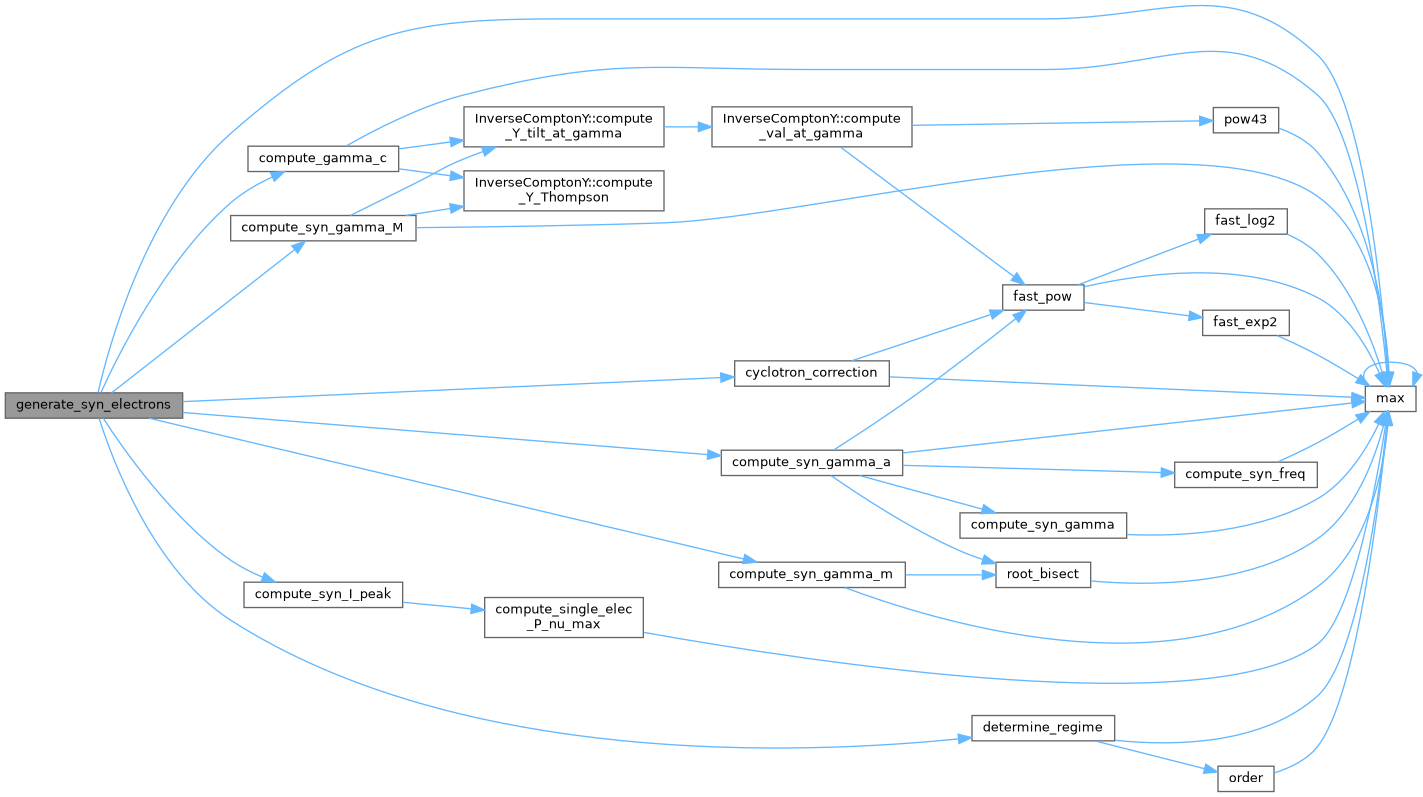 InverseComptonY::compute
_Y_tilt_at_gamma
InverseComptonY::compute
_val_at_gamma
pow43
compute_gamma_c
InverseComptonY::compute
_Y_Thompson
compute_syn_gamma_M
fast_log2
fast_pow
fast_exp2
cyclotron_correction
generate_syn_electrons
max
compute_syn_gamma_a
compute_syn_freq
compute_syn_gamma
compute_syn_gamma_m
root_bisect
compute_syn_I_peak
compute_single_elec
_P_nu_max
determine_regime
order